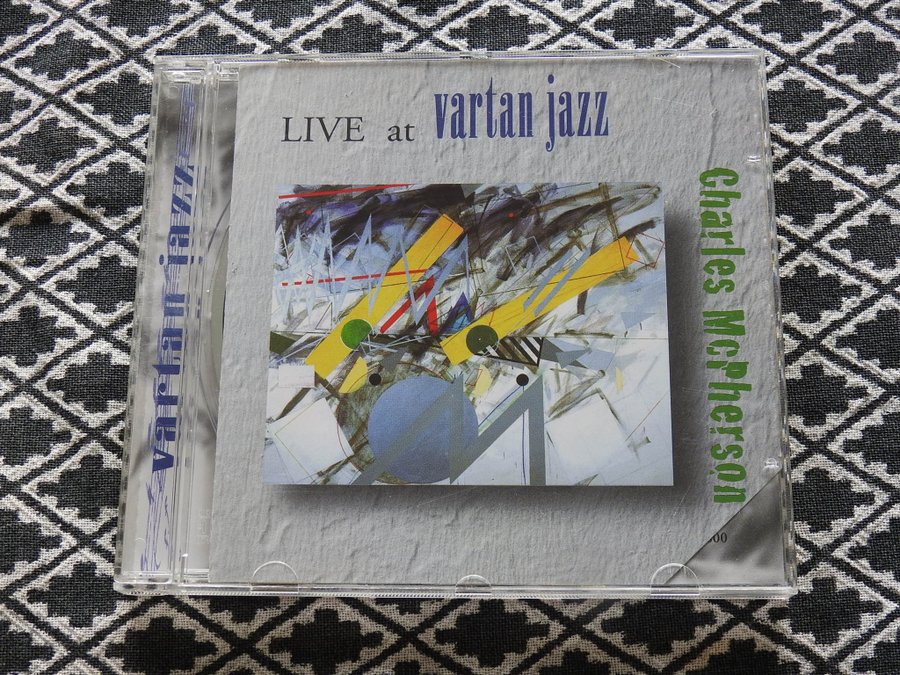 LIVE at vartan jazz
Charles McPherson
vartan jazz